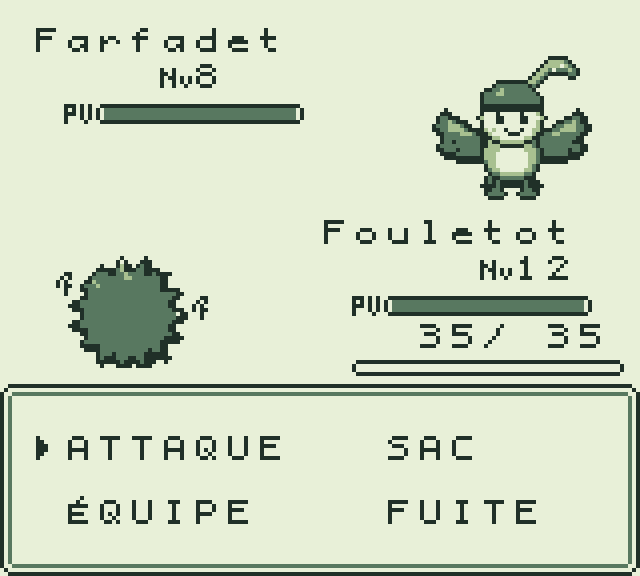 Farfadet
Nv8
PV
Fouletot
Nv12
PV
35/ 35
ATTAQUE SAC
ÉQUIPE FUITE